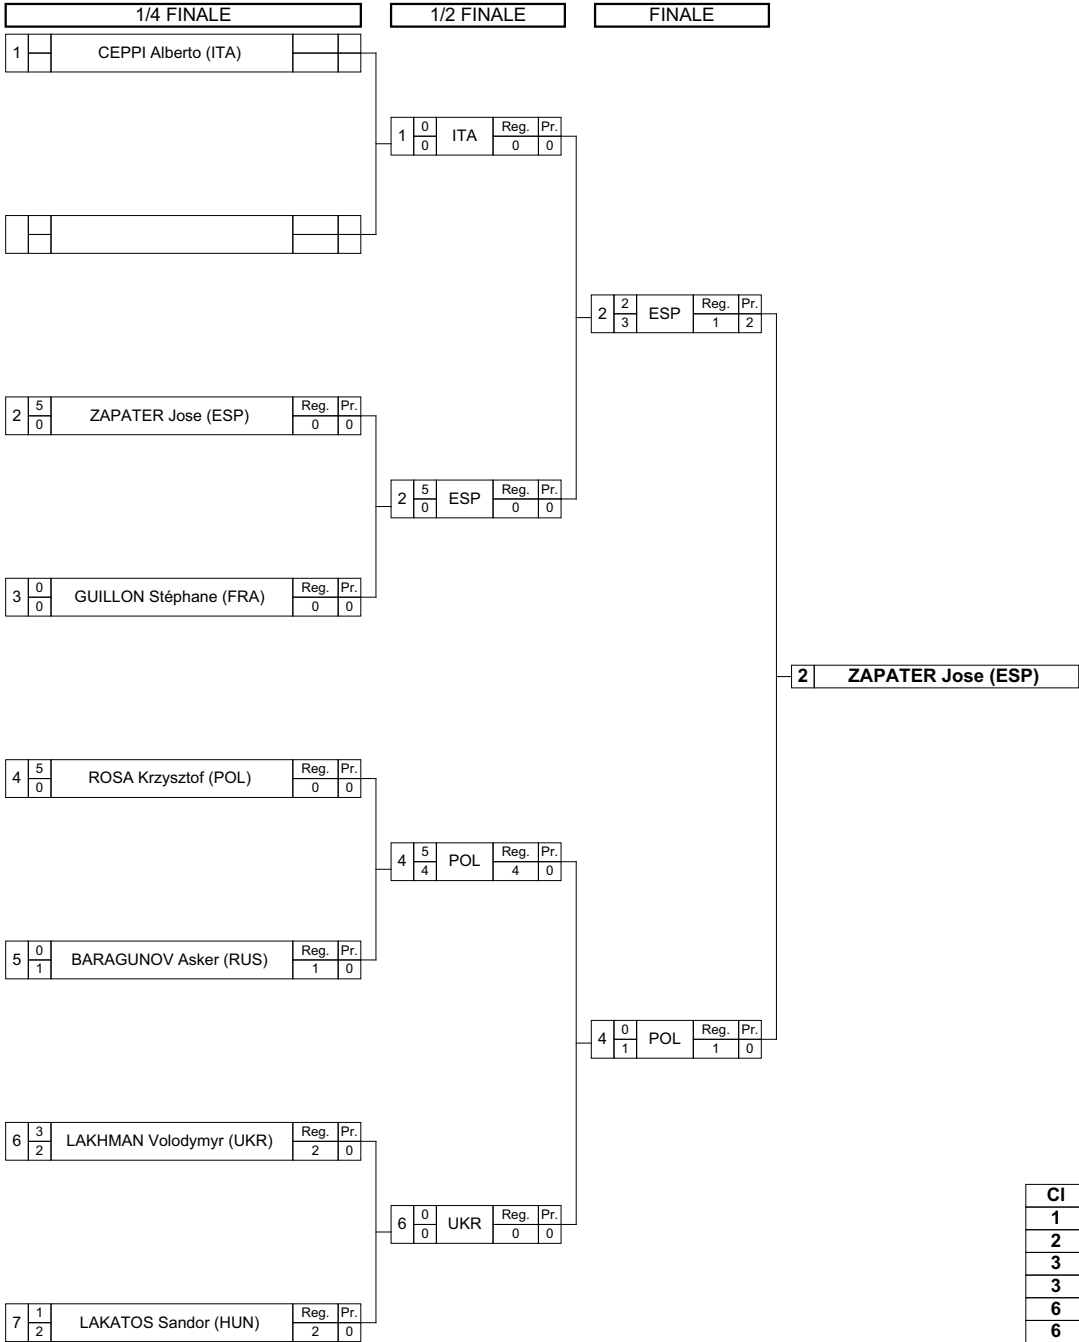 1/4 FINALE 1/2 FINALE FINALE
1 CEPPI Alberto (ITA)
1 0 0 ITA Reg. Pr. 0 0
2 2 3 ESP Reg. Pr. 1 2
2 5 0 ZAPATER Jose (ESP) Reg. Pr. 0 0
2 5 0 ESP Reg. Pr. 0 0
3 0 0 GUILLON Stéphane (FRA) Reg. Pr. 0 0
2 ZAPATER Jose (ESP)
4 5 0 ROSA Krzysztof (POL) Reg. Pr. 0 0
4 5 4 POL Reg. Pr. 4 0
5 0 1 BARAGUNOV Asker (RUS) Reg. Pr. 1 0
4 0 1 POL Reg. Pr. 1 0
6 3 2 LAKHMAN Volodymyr (UKR) Reg. Pr. 2 0
6 0 0 UKR Reg. Pr. 0 0
7 1 2 LAKATOS Sandor (HUN) Reg. Pr. 2 0
Cl
1
2
3
3
6
6